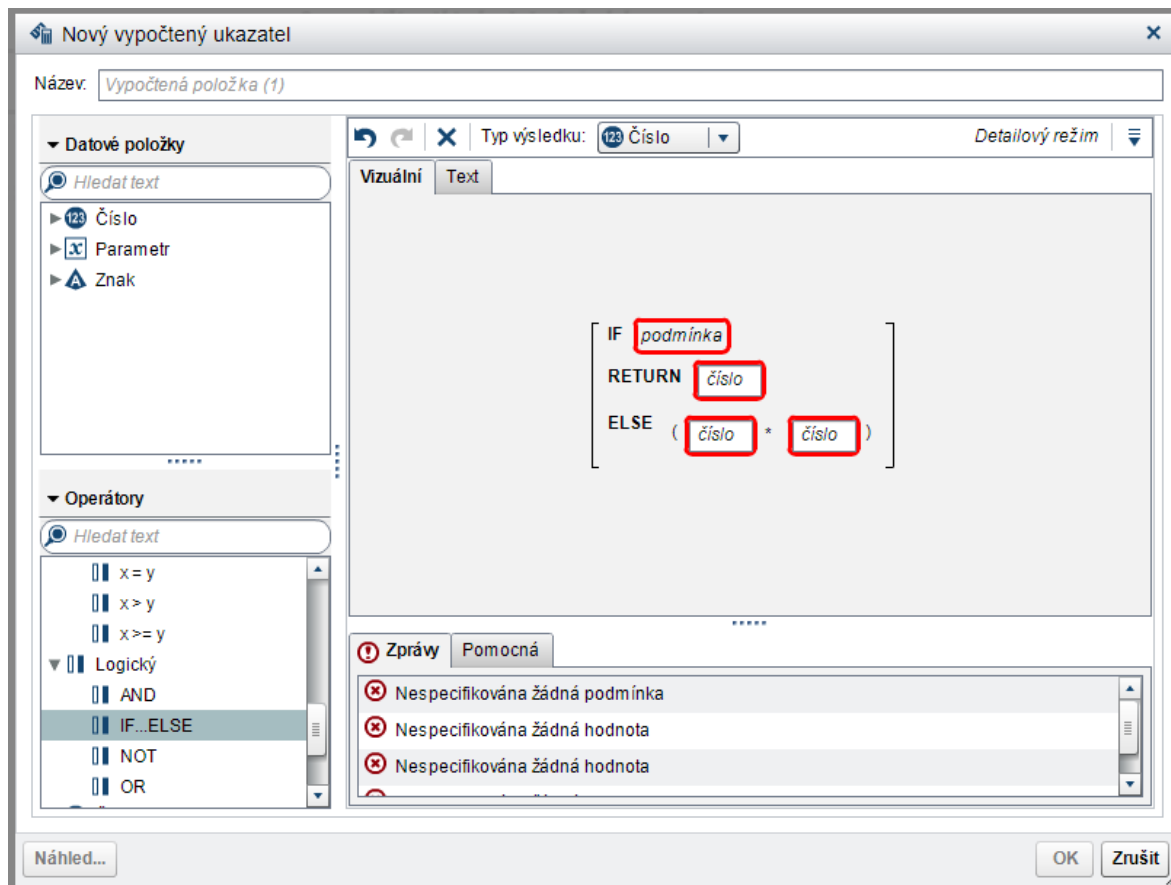 Nový vypočtený ukazatel
Název: Vypočtená položka (1)
Datové položky
Hledat text
123 Číslo
x Parametr
A Znak
Operátory
Hledat text
x = y
x > y
x >= y
Logický
AND
IF...ELSE
NOT
OR
Typ výsledku: 123 Číslo Detailový režim
Vizuální Text
IF podmínka
RETURN číslo
ELSE ( číslo * číslo )
Zprávy Pomocná
Nespecifikována žádná podmínka
Nespecifikována žádná hodnota
Nespecifikována žádná hodnota
Náhled... OK Zrušit